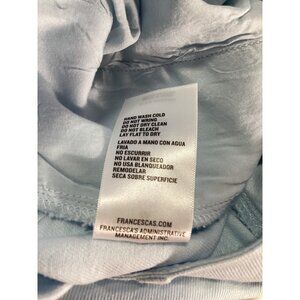 HAND WASH COLD
DO NOT WRING
DO NOT DRY CLEAN
DO NOT BLEACH
LAY FLAT TO DRY
LAVADO A MANO CON AGUA
FRIA
NO ESCURRIR
NO LAVAR EN SECO
NO USA BLANQUEADOR
REMODELAR
SECA SOBRE SUPERFICIE
FRANCESCAS.COM
FRANCESCA'S ADMINISTRATIVE
MANAGEMENT INC.